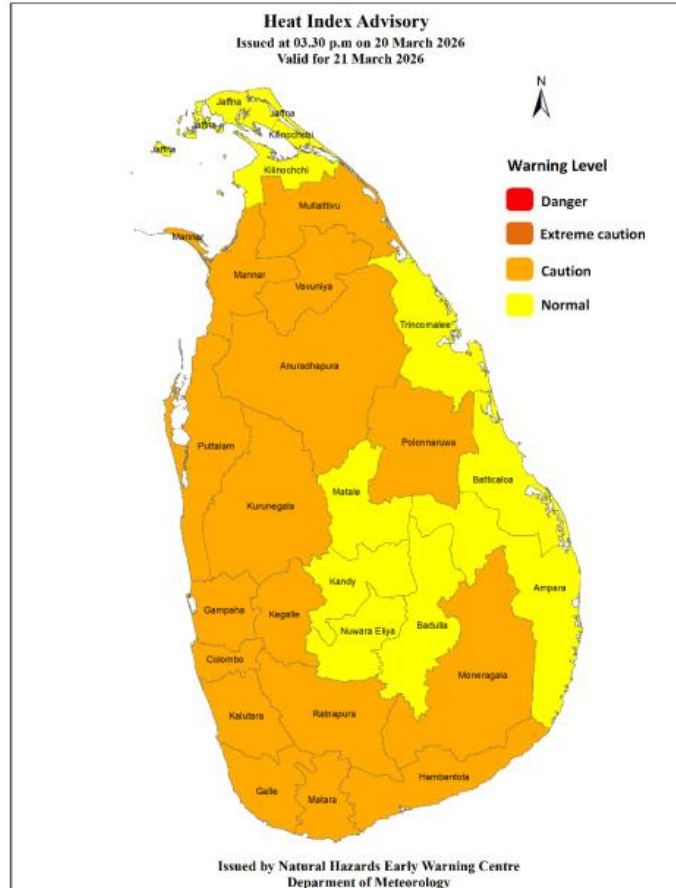 Heat Index Advisory
Issued at 03.30 p.m on 20 March 2026
Valid for 21 March 2026
N
Jaffna
Jaffna
Jaffna
Kilinochchi
Jaffna
Kilinochchi
Warning Level
Danger
Extreme caution
Caution
Normal
Mullaittivu
Mannar
Mannar
Vavuniya
Trincomalee
Anuradhapura
Polonnaruwa
Puttalam
Batticaloa
Matale
Kurunegala
Kandy
Ampara
Gampaha
Kegalle
Nuwara Eliya
Badulla
Colombo
Moneragala
Kalutara
Ratnapura
Hambantota
Galle
Matara
Issued by Natural Hazards Early Warning Centre
Deparment of Meteorology